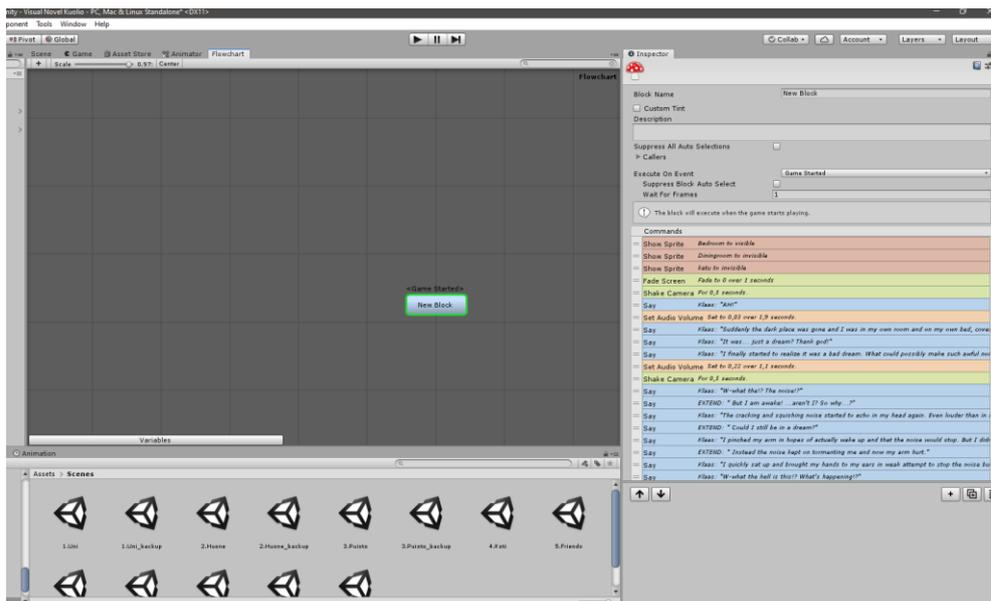 nity - Visual Novel Kuolio - PC, Mac & Linux Standalone* <DX11>
ponent Tools Window Help
Pivot Global
Collab Account Layers Layout
Scene Game Asset Store Animator Flowchart
Inspector
+ Scale 0.97: Center
Flowchart
Block Name New Block
Custom Tint
Description
Suppress All Auto Selections
Callers
Execute On Event Game Started
Suppress Block Auto Select
Wait For Frames 1
The block will execute when the game starts playing.
Commands
Show Sprite Bedroom to visible
Show Sprite Diningroom to invisible
Show Sprite katu to invisible
Fade Screen Fade to 0 over 1 seconds
Shake Camera For 0,1 seconds.
Say Klaas: "AH!"
Set Audio Volume Set to 0,03 over 1,9 seconds.
Say Klaas: "Suddenly the dark place was gone and I was in my own room and on my own bed, cove
Say Klaas: "It was... just a dream? Thank god!"
Say Klaas: "I finally started to realize it was a bad dream. What could possibly make such awful noi
Set Audio Volume Set to 0,22 over 1,1 seconds.
Shake Camera For 0,1 seconds.
Say Klaas: "W-what the!? The noise!?"
Say EXTEND: " But I am awake! ...aren't I? So why...?"
Say Klaas: "The cracking and squishing noise started to echo in my head again. Even louder than in
Say EXTEND: " Could I still be in a dream?"
Say Klaas: "I pinched my arm in hopes of actually wake up and that the noise would stop. But I didn
Say EXTEND: " Instead the noise kept on tormenting me and now my arm hurt."
Say Klaas: "I quickly sat up and brought my hands to my ears in weak attempt to stop the noise bu
Say Klaas: "W-what the hell is this!? What's happening!?"
<Game Started>
New Block
Variables
Animation
Assets > Scenes
1.Uni 1.Uni_backup 2.Huone 2.Huone_backup 3.Puisto 3.Puisto_backup 4.Koti 5.Friends